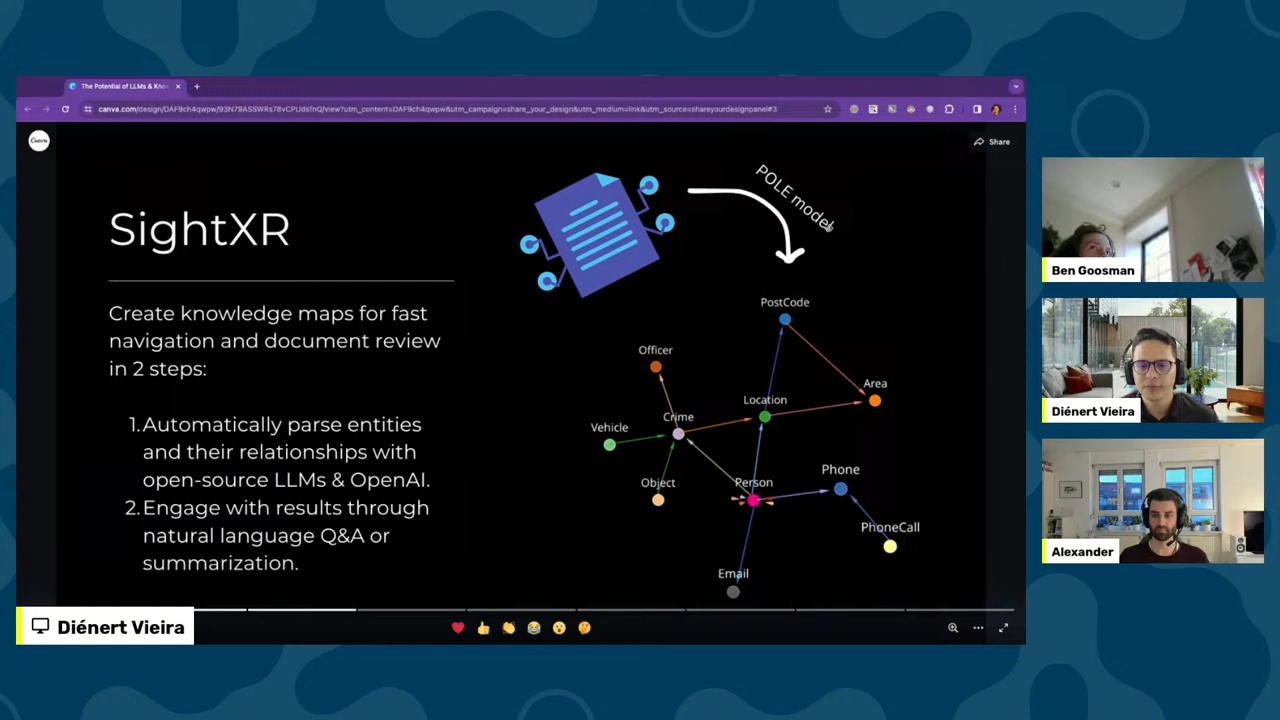 The Potential of LLMs & Kno
canva.com/design/DAF9ch4qwpw/93N79ASSWRs78vCPUdsTnQ/view?utm_content=DAF9ch4qwpw&utm_campaign=share_your_design&utm_medium=link&utm_source=shareyourdesignpanel#3
Canva
Share
SightXR
POLE model
Create knowledge maps for fast
navigation and document review
in 2 steps:
1. Automatically parse entities
and their relationships with
open-source LLMs & OpenAI.
2. Engage with results through
natural language Q&A or
summarization.
PostCode
Officer
Area
Location
Crime
Vehicle
Phone
Object
Person
PhoneCall
Email
Diénert Vieira
Ben Goosman
Diénert Vieira
Alexander